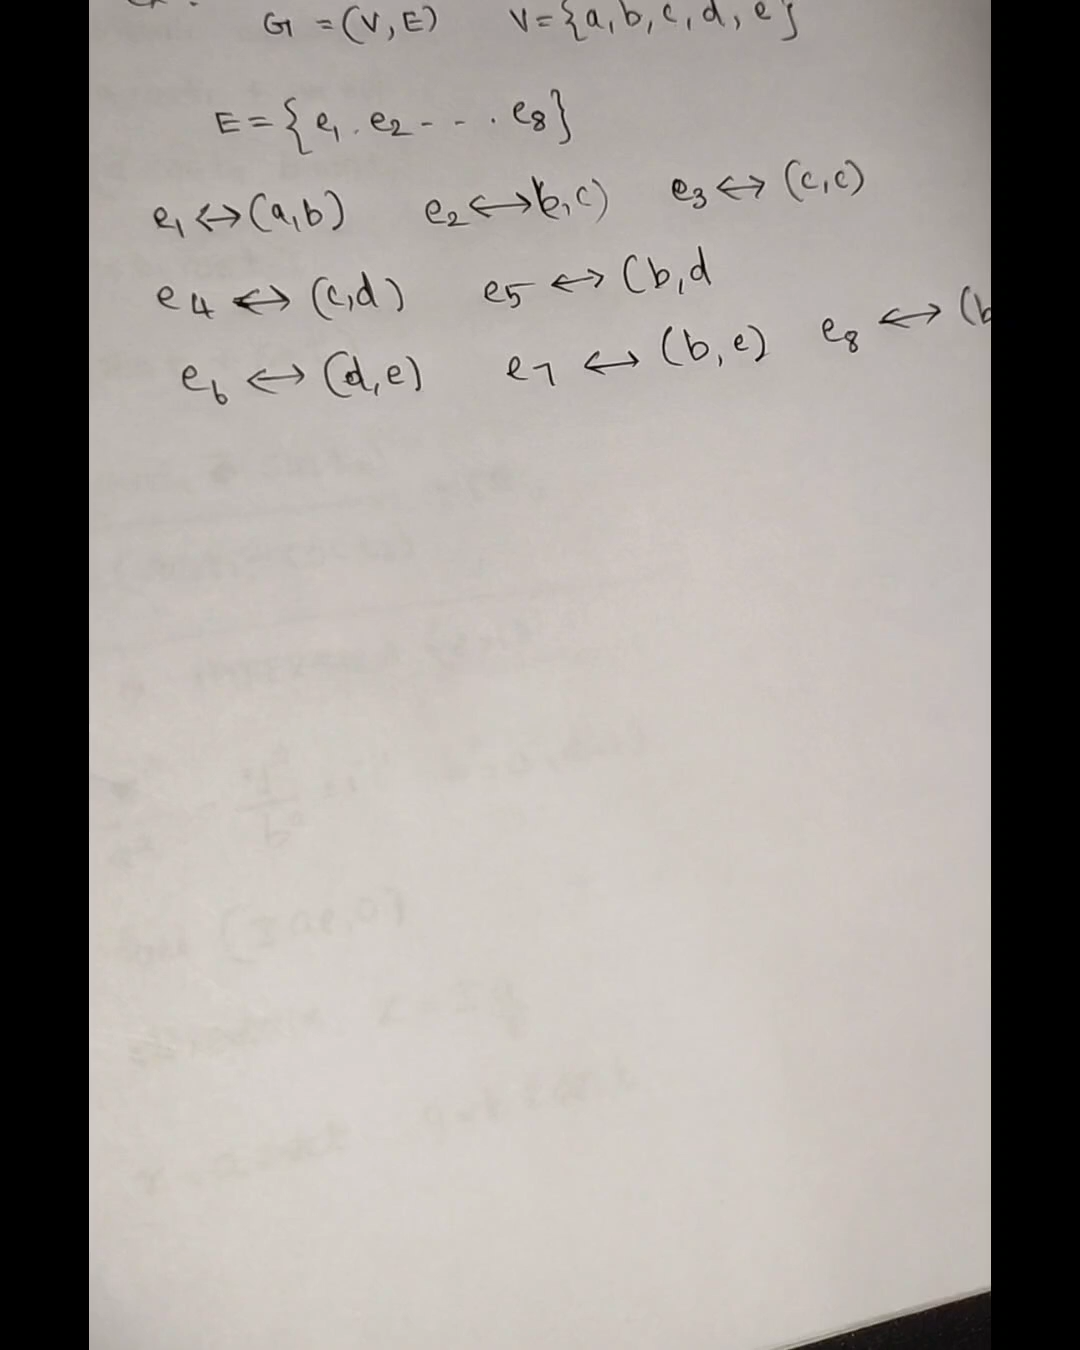 G = (V, E) V = {a, b, c, d, e}
E = {e₁. e₂ - - . e₈}
e₁ ↔ (a, b) e₂ ↔ b, c) e₃ ↔ (c, c)
e₄ ↔ (c, d) e₅ ↔ (b, d
e₆ ↔ (d, e) e₇ ↔ (b, e) e₈ ↔ (b